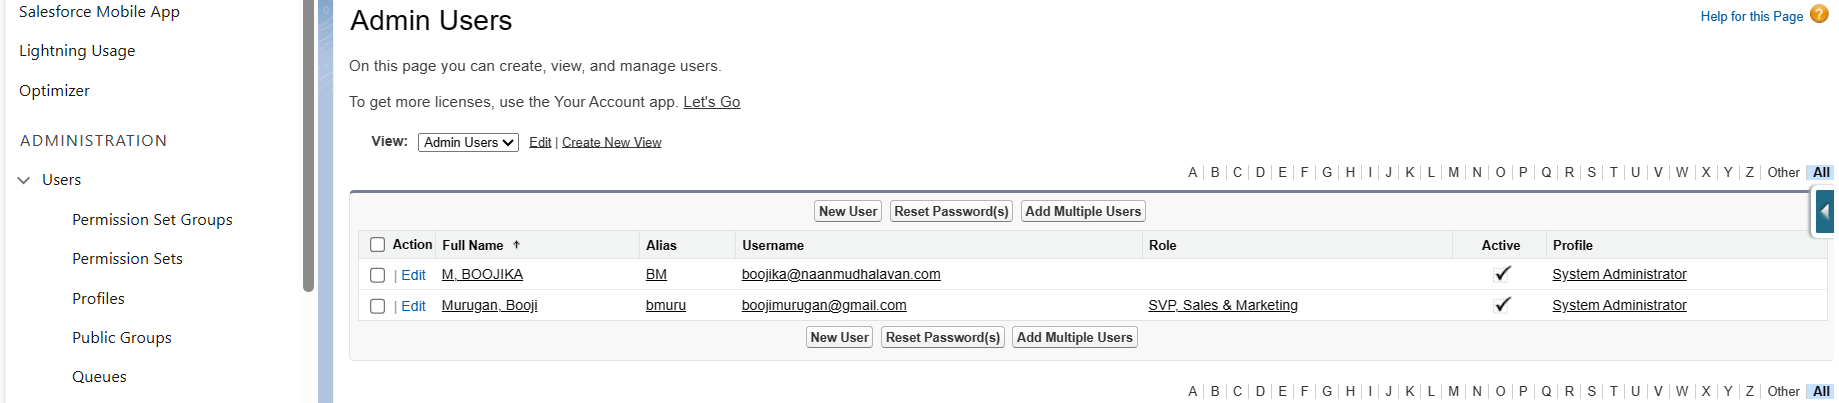 Salesforce Mobile App
Lightning Usage
Optimizer
ADMINISTRATION
Users
Permission Set Groups
Permission Sets
Profiles
Public Groups
Queues
Admin Users
Help for this Page ?
On this page you can create, view, and manage users.
To get more licenses, use the Your Account app. Let's Go
View: Admin Users Edit | Create New View
A | B | C | D | E | F | G | H | I | J | K | L | M | N | O | P | Q | R | S | T | U | V | W | X | Y | Z | Other | All
New User Reset Password(s) Add Multiple Users
Action Full Name ↑ Alias Username Role Active Profile
| Edit M, BOOJIKA BM boojika@naanmudhalavan.com System Administrator
| Edit Murugan, Booji bmuru boojimurugan@gmail.com SVP, Sales & Marketing System Administrator
New User Reset Password(s) Add Multiple Users
A | B | C | D | E | F | G | H | I | J | K | L | M | N | O | P | Q | R | S | T | U | V | W | X | Y | Z | Other | All